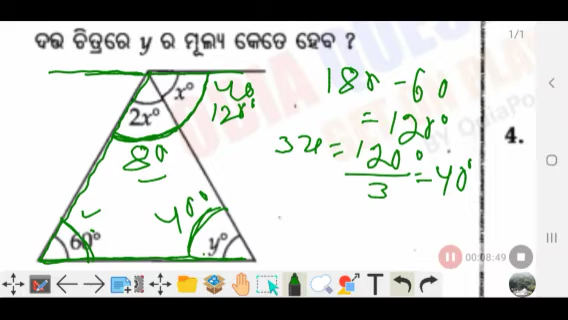 ଦତ୍ତ ଚିତ୍ରରେ y ର ମୂଲ୍ୟ କେତେ ହେବ ?
1/1
x°
40
120°
2x°
80
180 - 60
= 120°
3x = 120° / 3 = 40°
4.
40°
60°
y°
00:08:49
T